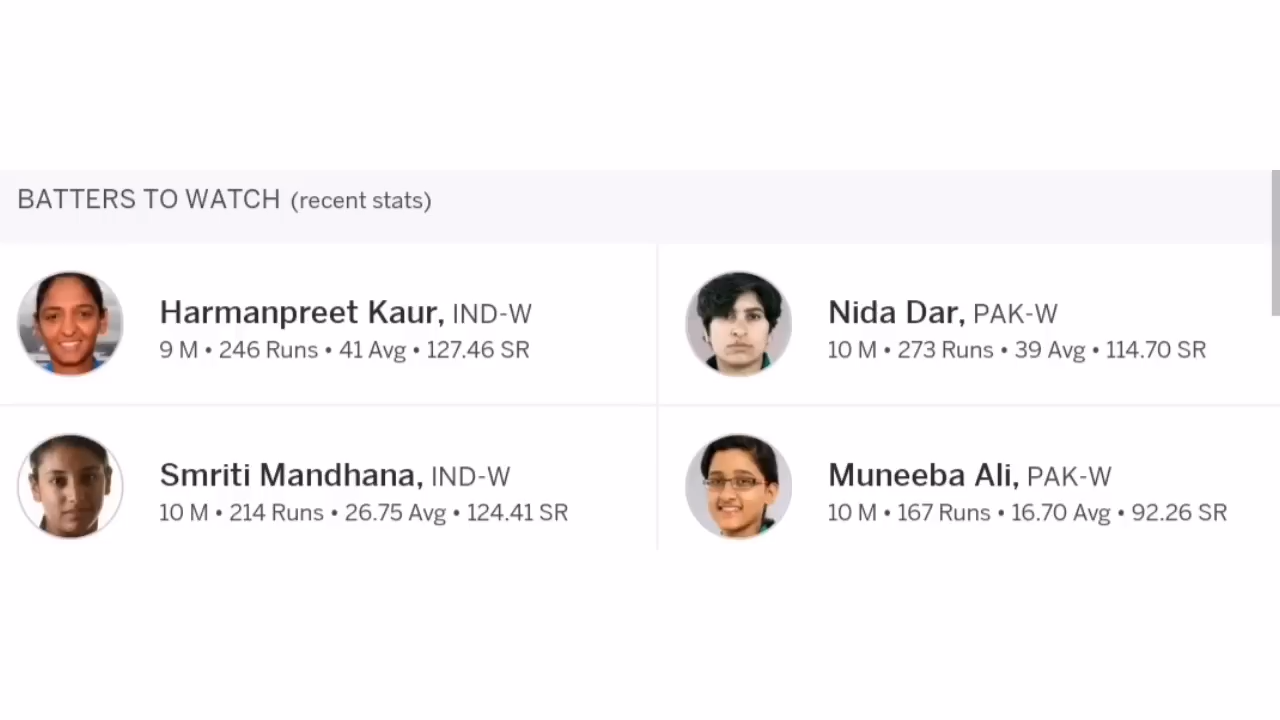 BATTERS TO WATCH (recent stats)
Harmanpreet Kaur, IND-W
9 M • 246 Runs • 41 Avg • 127.46 SR
Nida Dar, PAK-W
10 M • 273 Runs • 39 Avg • 114.70 SR
Smriti Mandhana, IND-W
10 M • 214 Runs • 26.75 Avg • 124.41 SR
Muneeba Ali, PAK-W
10 M • 167 Runs • 16.70 Avg • 92.26 SR